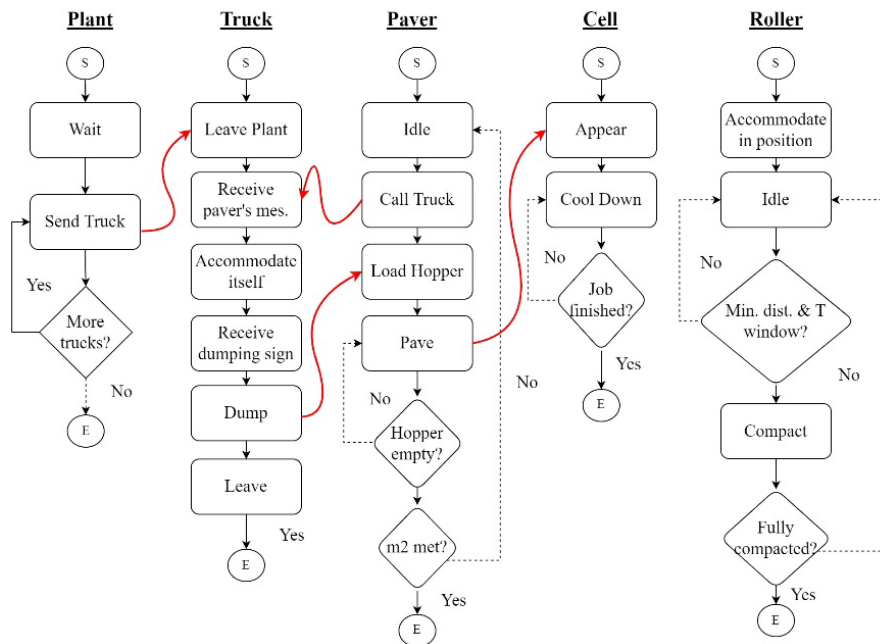 Plant
S
Wait
Send Truck
Yes
More
trucks?
No
E
Truck
S
Leave Plant
Receive
paver's mes.
Accommodate
itself
Receive
dumping sign
Dump
Leave
Yes
E
Paver
S
Idle
Call Truck
Load Hopper
Pave
No
Hopper
empty?
m2 met?
No
Yes
E
Cell
S
Appear
Cool Down
No
Job
finished?
Yes
E
Roller
S
Accommodate
in position
Idle
No
Min. dist. & T
window?
No
Compact
Fully
compacted?
Yes
E